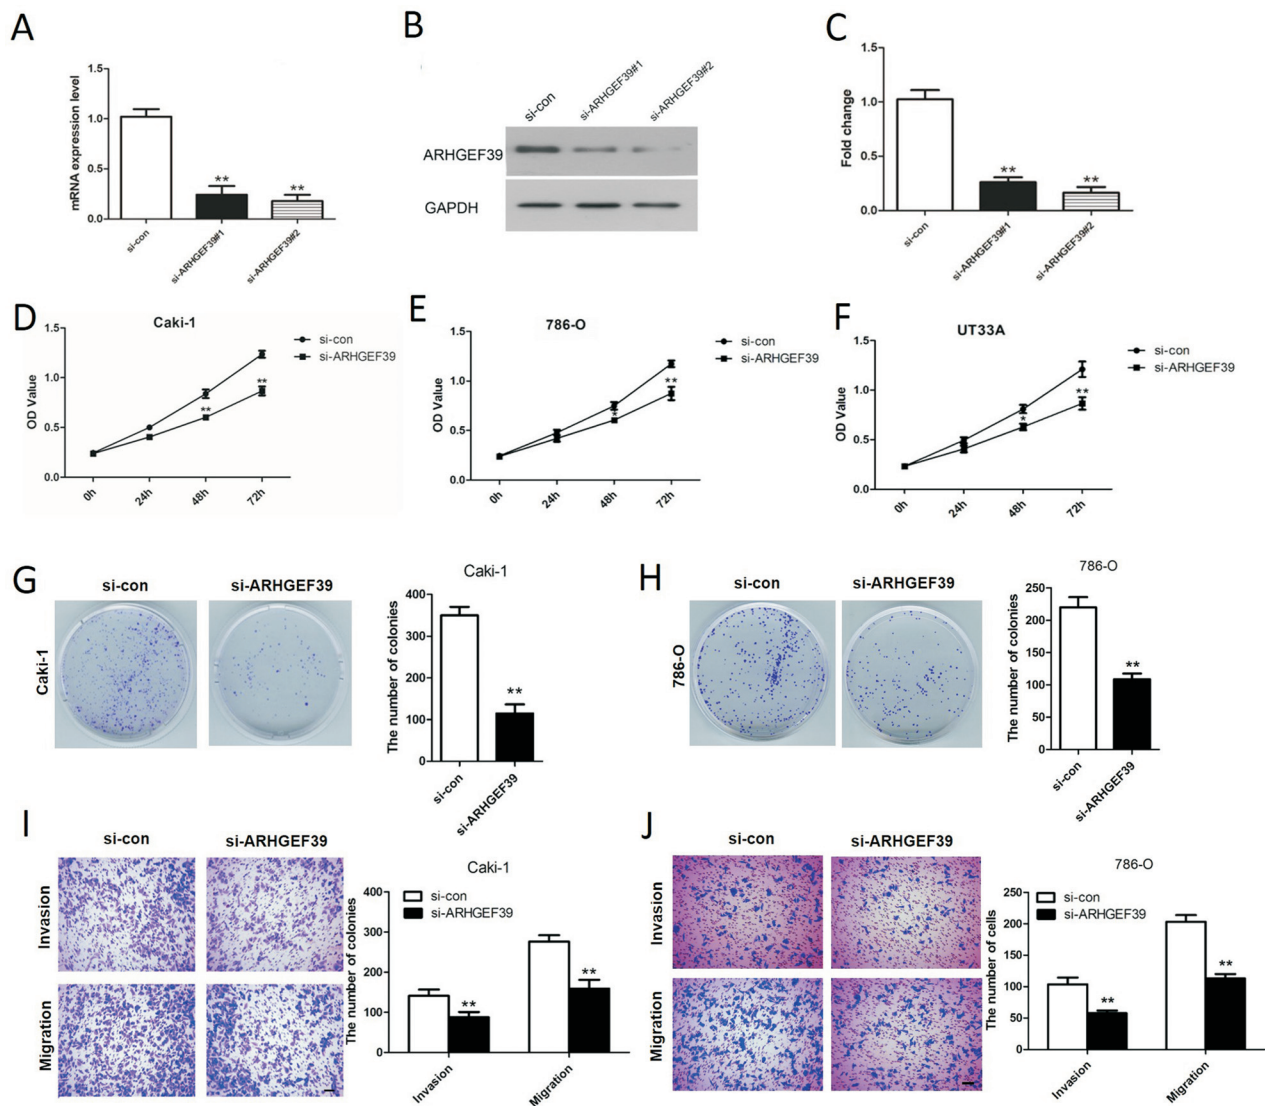 A
mRNA expression level
1.5
1.0
0.5
0.0
**
**
si-con
si-ARHGEF39#1
si-ARHGEF39#2
B
si-con
si-ARHGEF39#1
si-ARHGEF39#2
ARHGEF39
GAPDH
C
Fold change
1.5
1.0
0.5
0.0
**
**
si-con
si-ARHGEF39#1
si-ARHGEF39#2
D
Caki-1
OD Value
1.5
1.0
0.5
0.0
**
**
0h
24h
48h
72h
si-con
si-ARHGEF39
E
786-O
OD Value
1.5
1.0
0.5
0.0
*
**
0h
24h
48h
72h
si-con
si-ARHGEF39
F
UT33A
OD Value
1.5
1.0
0.5
0.0
*
**
0h
24h
48h
72h
si-con
si-ARHGEF39
G
si-con
si-ARHGEF39
Caki-1
Caki-1
The number of colonies
400
300
200
100
0
**
si-con
si-ARHGEF39
H
si-con
si-ARHGEF39
786-O
786-O
The number of colonies
250
200
150
100
50
0
**
si-con
si-ARHGEF39
I
si-con
si-ARHGEF39
Invasion
Migration
Caki-1
The number of colonies
400
300
200
100
0
si-con
si-ARHGEF39
**
**
Invasion
Migration
J
si-con
si-ARHGEF39
Invasion
Migration
786-O
The number of cells
250
200
150
100
50
0
si-con
si-ARHGEF39
**
**
Invasion
Migration